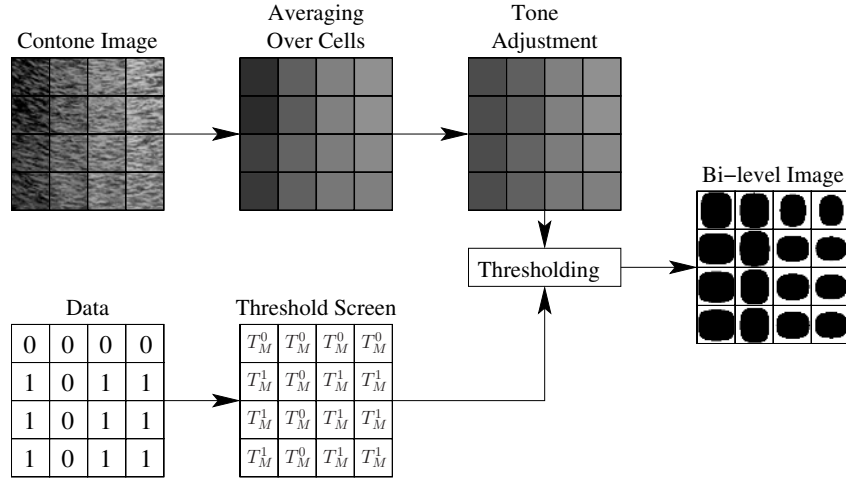 Contone Image
Averaging
Over Cells
Tone
Adjustment
Bi−level Image
Thresholding
Data
Threshold Screen
0 0 0 0
1 0 1 1
1 0 1 1
1 0 1 1
T_M^0 T_M^0 T_M^0 T_M^0
T_M^1 T_M^0 T_M^1 T_M^1
T_M^1 T_M^0 T_M^1 T_M^1
T_M^1 T_M^0 T_M^1 T_M^1